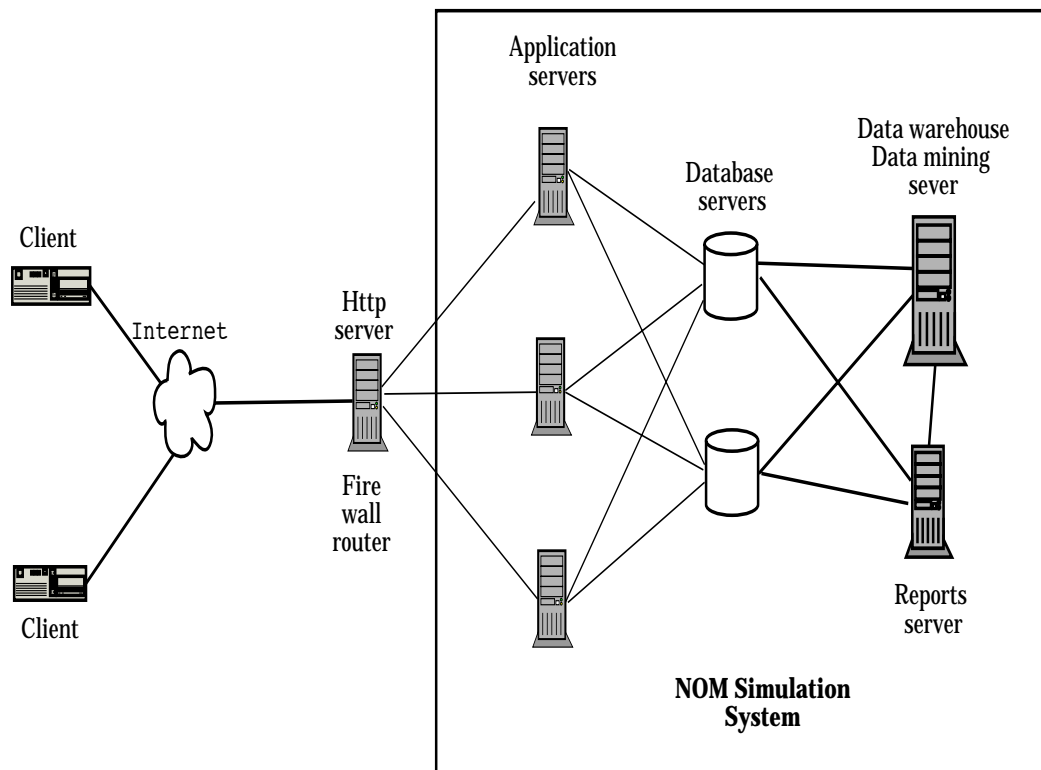 Application
servers
Data warehouse
Data mining
sever
Database
servers
Client
Internet
Http
server
Fire
wall
router
Client
Reports
server
NOM Simulation
System